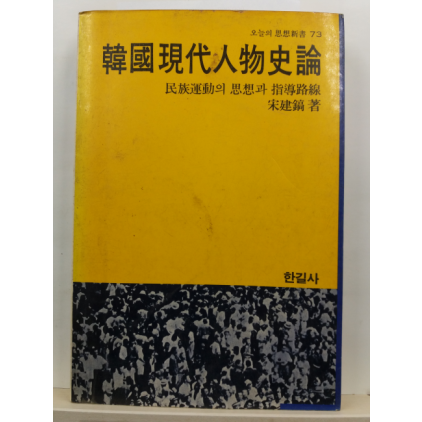 오늘의 思想新書 73
韓國現代人物史論
民族運動의 思想과 指導路線
宋建鎬 著
한길사